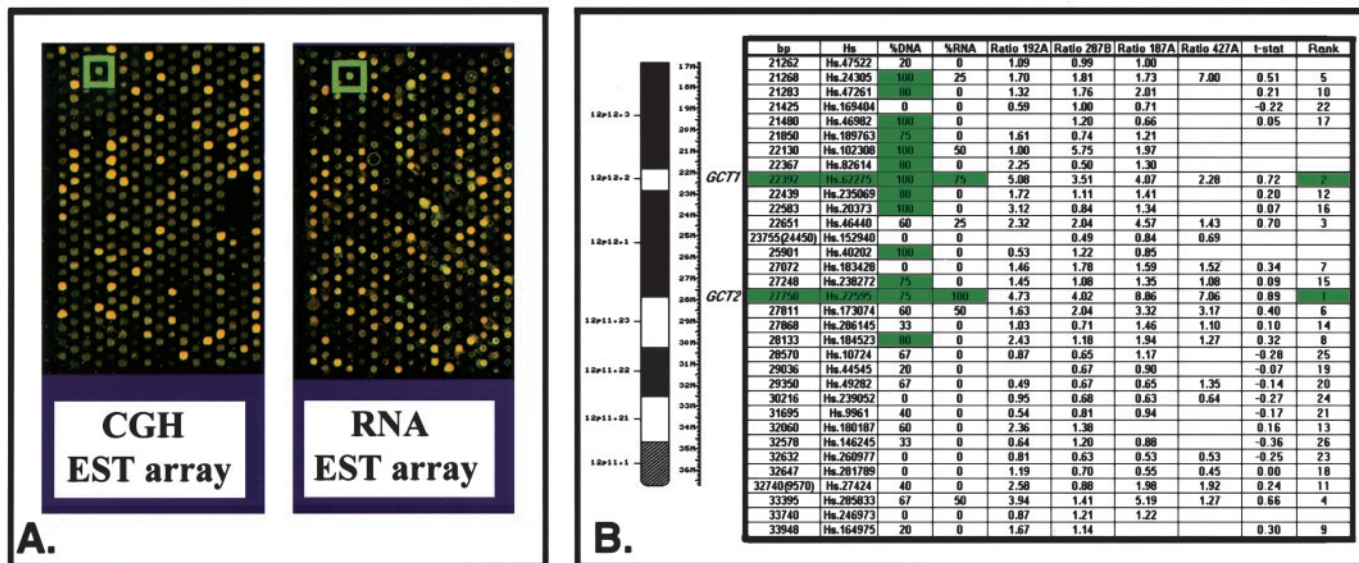 CGH
EST array
RNA
EST array
A.
B.
17M
18M
19M
20M
21M
22M
23M
24M
25M
26M
27M
28M
29M
30M
31M
32M
33M
34M
35M
36M
12p12.3
12p12.2
12p12.1
12p11.23
12p11.22
12p11.21
12p11.1
GCT1
GCT2
bp Hs %DNA %RNA Ratio 192A Ratio 287B Ratio 187A Ratio 427A t-stat Rank
21262 Hs.47522 20 0 1.09 0.99 1.00
21268 Hs.24305 100 25 1.70 1.81 1.73 7.00 0.51 5
21283 Hs.47261 80 0 1.32 1.76 2.01 0.21 10
21425 Hs.169404 0 0 0.59 1.00 0.71 -0.22 22
21480 Hs.46982 100 0 1.20 0.66 0.05 17
21850 Hs.189763 75 0 1.61 0.74 1.21
22130 Hs.102308 100 50 1.00 5.75 1.97
22367 Hs.82614 80 0 2.25 0.50 1.30
22392 Hs.62275 100 75 5.08 3.51 4.07 2.28 0.72 2
22439 Hs.235069 80 0 1.72 1.11 1.41 0.20 12
22583 Hs.20373 100 0 3.12 0.84 1.34 0.07 16
22651 Hs.46440 60 25 2.32 2.04 4.57 1.43 0.70 3
23755(24450) Hs.152940 0 0 0.49 0.84 0.69
25901 Hs.40202 100 0 0.53 1.22 0.85
27072 Hs.183428 0 0 1.46 1.78 1.59 1.52 0.34 7
27248 Hs.238272 75 0 1.45 1.08 1.35 1.08 0.09 15
27750 Hs.22595 75 100 4.73 4.02 8.86 7.06 0.89 1
27811 Hs.173074 60 50 1.63 2.04 3.32 3.17 0.40 6
27868 Hs.286145 33 0 1.03 0.71 1.46 1.10 0.10 14
28133 Hs.184523 80 0 2.43 1.18 1.94 1.27 0.32 8
28570 Hs.10724 67 0 0.87 0.65 1.17 -0.28 25
29036 Hs.44545 20 0 0.67 0.90 -0.07 19
29350 Hs.49282 67 0 0.49 0.67 0.65 1.35 -0.14 20
30216 Hs.239052 0 0 0.95 0.68 0.63 0.64 -0.27 24
31695 Hs.9961 40 0 0.54 0.81 0.94 -0.17 21
32060 Hs.180187 60 0 2.36 1.38 0.16 13
32578 Hs.146245 33 0 0.64 1.20 0.88 -0.36 26
32632 Hs.260977 0 0 0.81 0.63 0.53 0.53 -0.25 23
32647 Hs.281789 0 0 1.19 0.70 0.55 0.45 0.00 18
32740(9570) Hs.27424 40 0 2.58 0.88 1.98 1.92 0.24 11
33395 Hs.285833 67 50 3.94 1.41 5.19 1.27 0.66 4
33740 Hs.246973 0 0 0.87 1.21 1.22
33948 Hs.164975 20 0 1.67 1.14 0.30 9